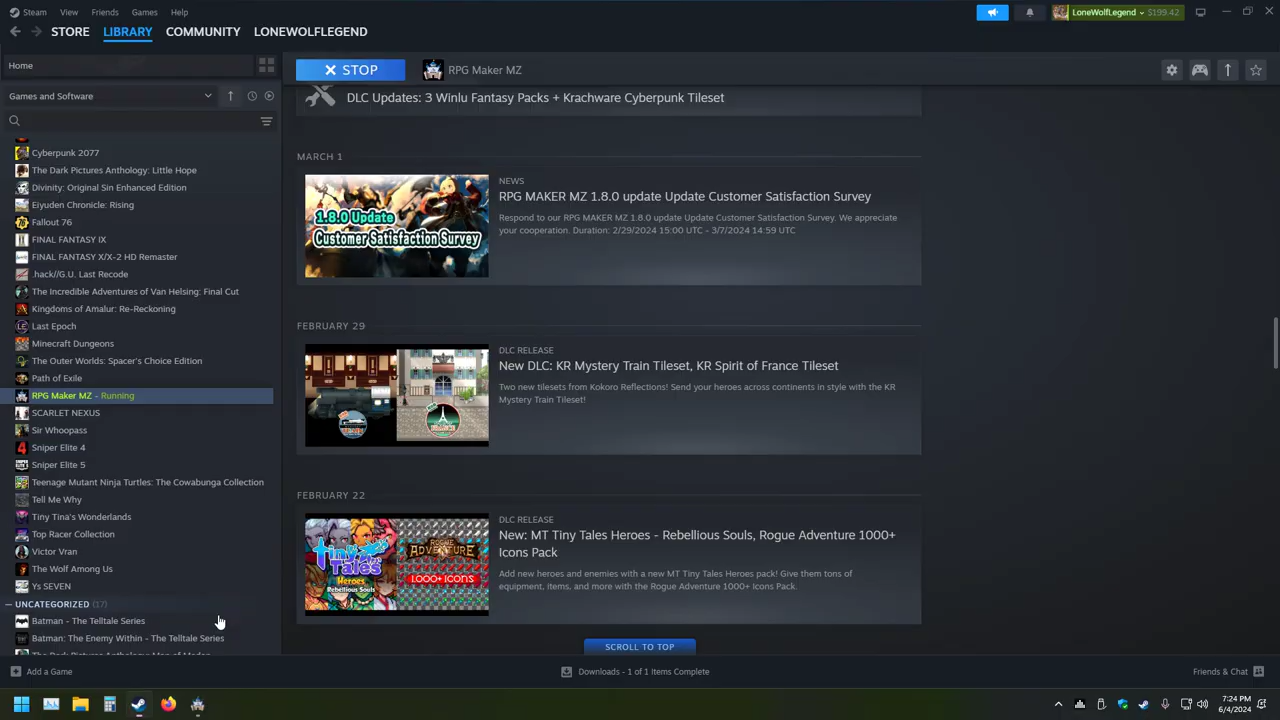 Steam View Friends Games Help
LoneWolfLegend $199.42
STORE LIBRARY COMMUNITY LONEWOLFLEGEND
Home
STOP RPG Maker MZ
Games and Software
DLC Updates: 3 Winlu Fantasy Packs + Krachware Cyberpunk Tileset
Cyberpunk 2077
The Dark Pictures Anthology: Little Hope
Divinity: Original Sin Enhanced Edition
Eiyuden Chronicle: Rising
Fallout 76
FINAL FANTASY IX
FINAL FANTASY X/X-2 HD Remaster
.hack//G.U. Last Recode
The Incredible Adventures of Van Helsing: Final Cut
Kingdoms of Amalur: Re-Reckoning
Last Epoch
Minecraft Dungeons
The Outer Worlds: Spacer's Choice Edition
Path of Exile
RPG Maker MZ - Running
SCARLET NEXUS
Sir Whoopass
Sniper Elite 4
Sniper Elite 5
Teenage Mutant Ninja Turtles: The Cowabunga Collection
Tell Me Why
Tiny Tina's Wonderlands
Top Racer Collection
Victor Vran
The Wolf Among Us
Ys SEVEN
UNCATEGORIZED (17)
Batman - The Telltale Series
Batman: The Enemy Within - The Telltale Series
MARCH 1
1.8.0 Update
Customer Satisfaction Survey
NEWS
RPG MAKER MZ 1.8.0 update Update Customer Satisfaction Survey
Respond to our RPG MAKER MZ 1.8.0 update Update Customer Satisfaction Survey. We appreciate
your cooperation. Duration: 2/29/2024 15:00 UTC - 3/7/2024 14:59 UTC
FEBRUARY 29
FRANCE
DLC RELEASE
New DLC: KR Mystery Train Tileset, KR Spirit of France Tileset
Two new tilesets from Kokoro Reflections! Send your heroes across continents in style with the KR
Mystery Train Tileset!
FEBRUARY 22
tiny Tales
Heroes
Rebellious Souls
ROGUE
ADVENTURE
1,000+ ICONS
DLC RELEASE
New: MT Tiny Tales Heroes - Rebellious Souls, Rogue Adventure 1000+
Icons Pack
Add new heroes and enemies with a new MT Tiny Tales Heroes pack! Give them tons of
equipment, items, and more with the Rogue Adventure 1000+ Icons Pack.
SCROLL TO TOP
Add a Game Downloads - 1 of 1 Items Complete Friends & Chat
7:24 PM
6/4/2024